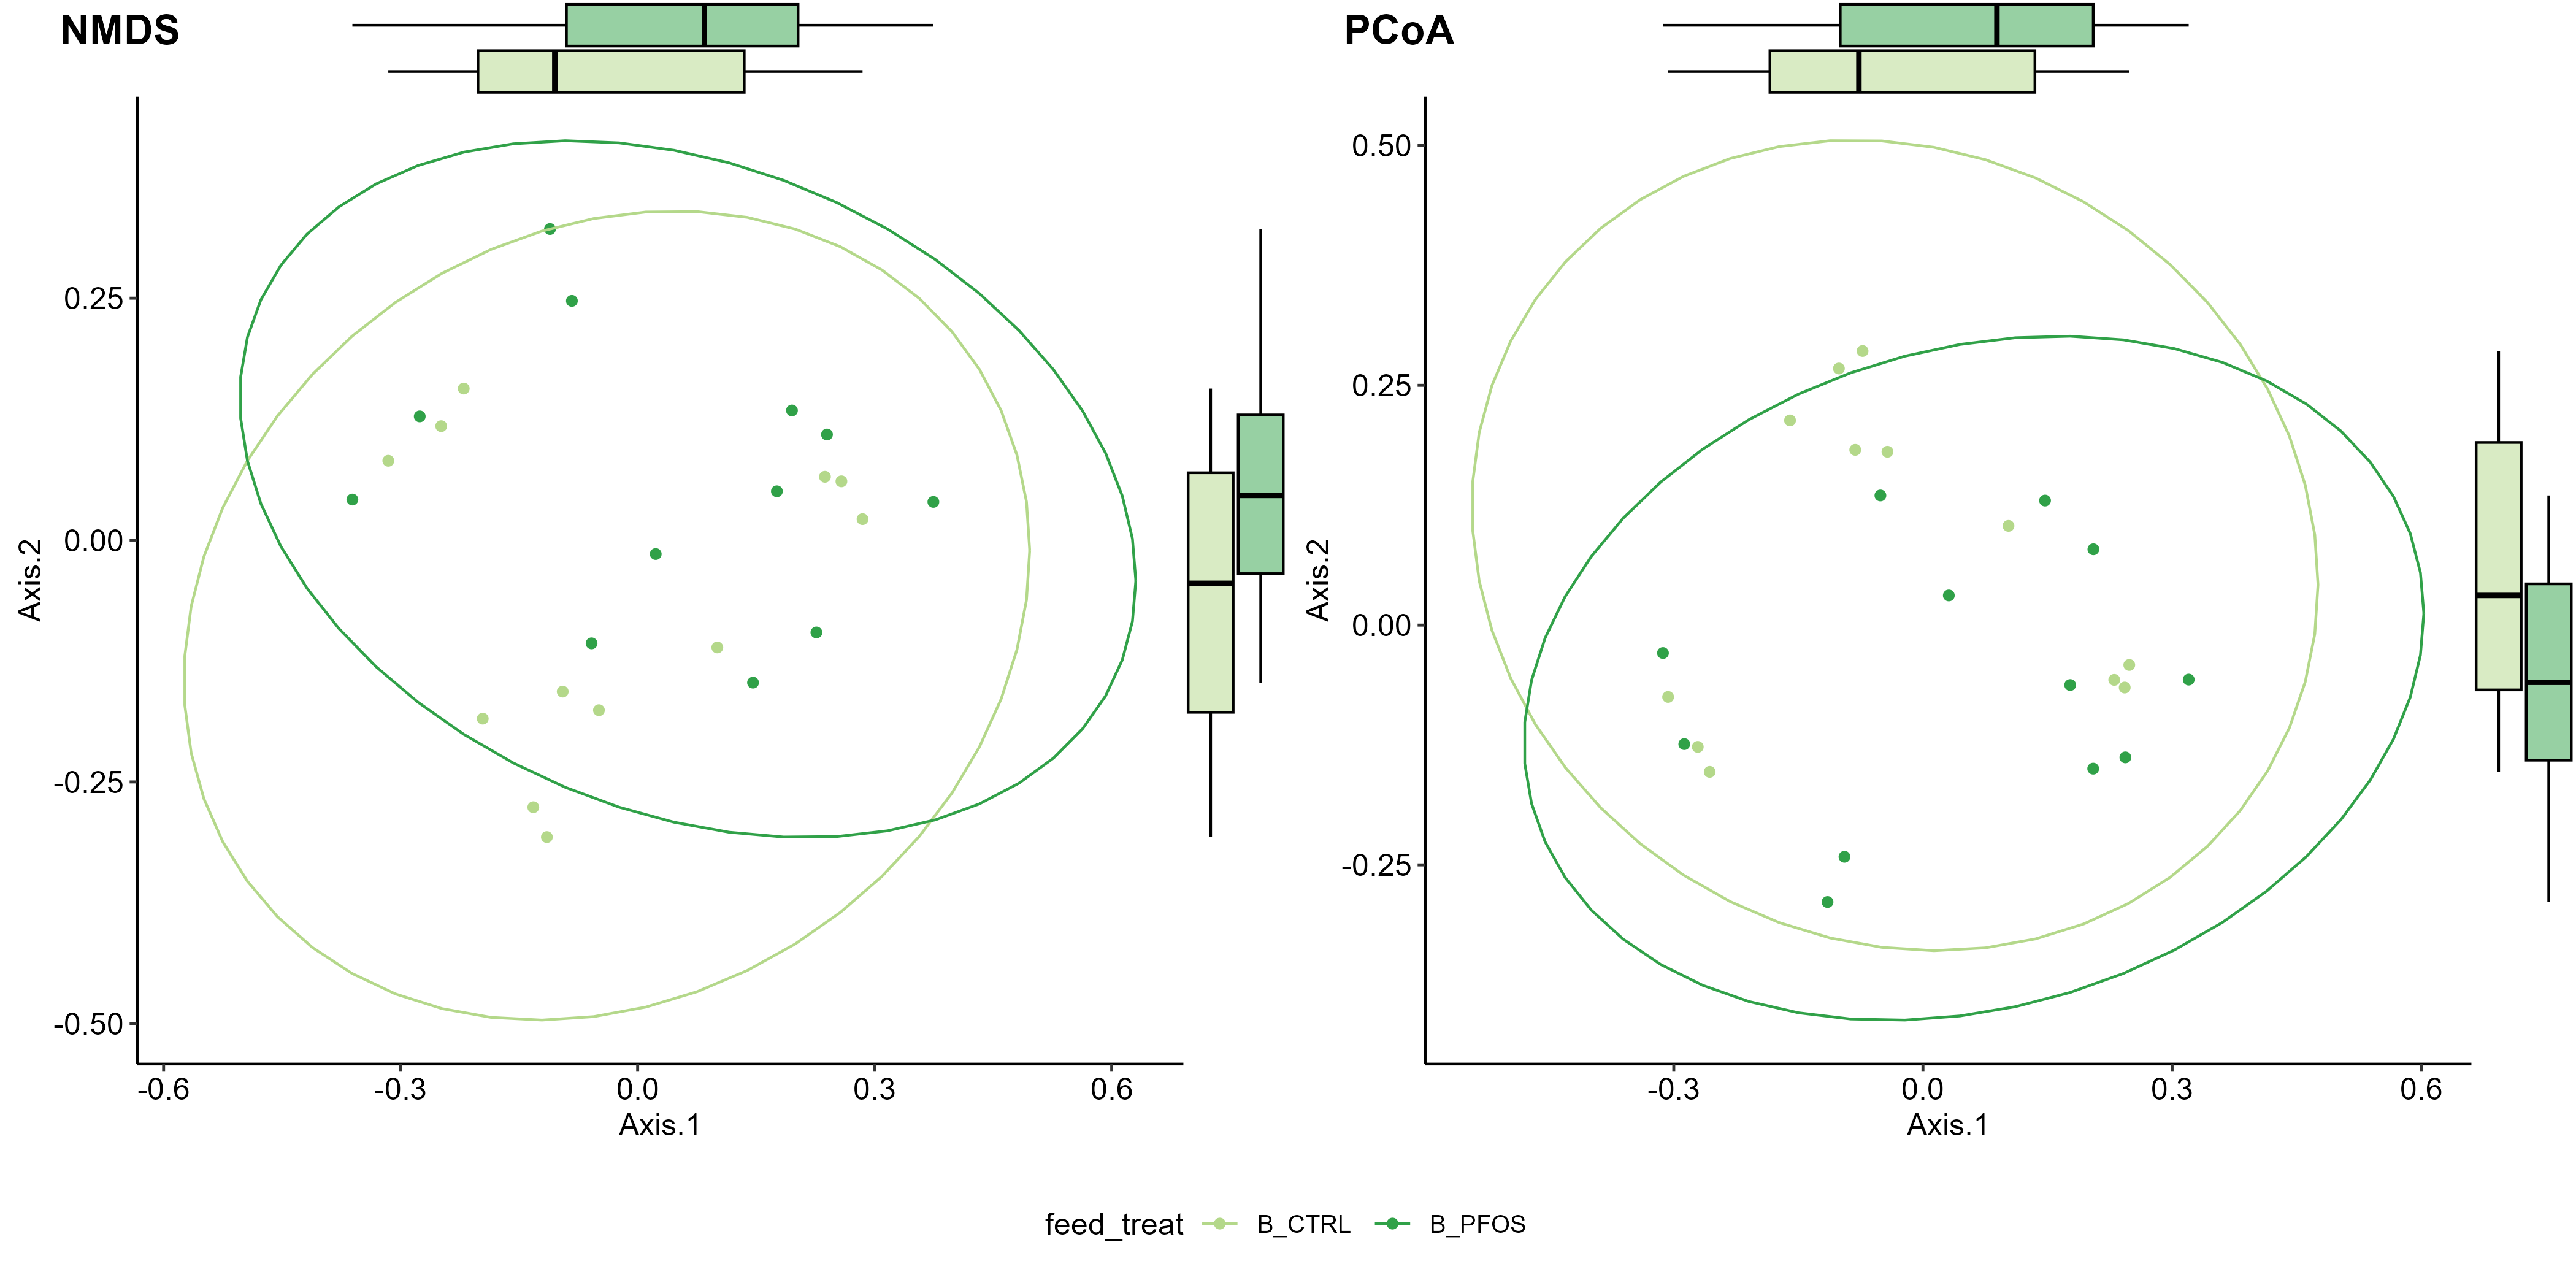 NMDS
0.25
0.00
-0.25
-0.50
Axis.2
-0.6 -0.3 0.0 0.3 0.6
Axis.1
PCoA
0.50
0.25
0.00
-0.25
Axis.2
-0.3 0.0 0.3 0.6
Axis.1
feed_treat B_CTRL B_PFOS